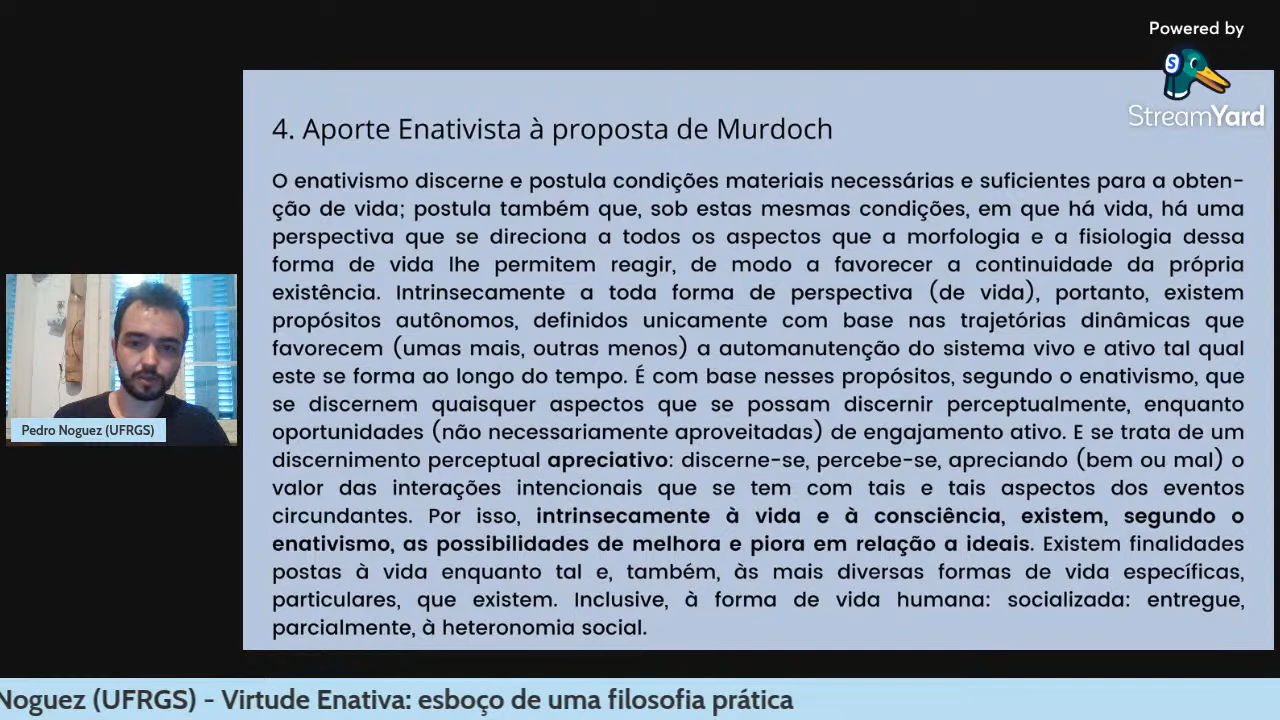 Powered by
StreamYard
4. Aporte Enativista à proposta de Murdoch
O enativismo discerne e postula condições materiais necessárias e suficientes para a obten-
ção de vida; postula também que, sob estas mesmas condições, em que há vida, há uma
perspectiva que se direciona a todos os aspectos que a morfologia e a fisiologia dessa
forma de vida lhe permitem reagir, de modo a favorecer a continuidade da própria
existência. Intrinsecamente a toda forma de perspectiva (de vida), portanto, existem
propósitos autônomos, definidos unicamente com base nas trajetórias dinâmicas que
favorecem (umas mais, outras menos) a automanutenção do sistema vivo e ativo tal qual
este se forma ao longo do tempo. É com base nesses propósitos, segundo o enativismo, que
se discernem quaisquer aspectos que se possam discernir perceptualmente, enquanto
oportunidades (não necessariamente aproveitadas) de engajamento ativo. E se trata de um
discernimento perceptual apreciativo: discerne-se, percebe-se, apreciando (bem ou mal) o
valor das interações intencionais que se tem com tais e tais aspectos dos eventos
circundantes. Por isso, intrinsecamente à vida e à consciência, existem, segundo o
enativismo, as possibilidades de melhora e piora em relação a ideais. Existem finalidades
postas à vida enquanto tal e, também, às mais diversas formas de vida específicas,
particulares, que existem. Inclusive, à forma de vida humana: socializada: entregue,
parcialmente, à heteronomia social.
Pedro Noguez (UFRGS)
Noguez (UFRGS) - Virtude Enativa: esboço de uma filosofia prática